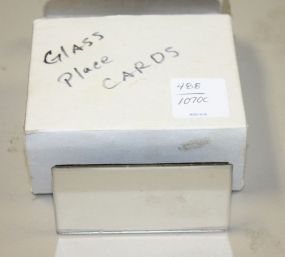 GLASS
Place
CARDS
488
1070C